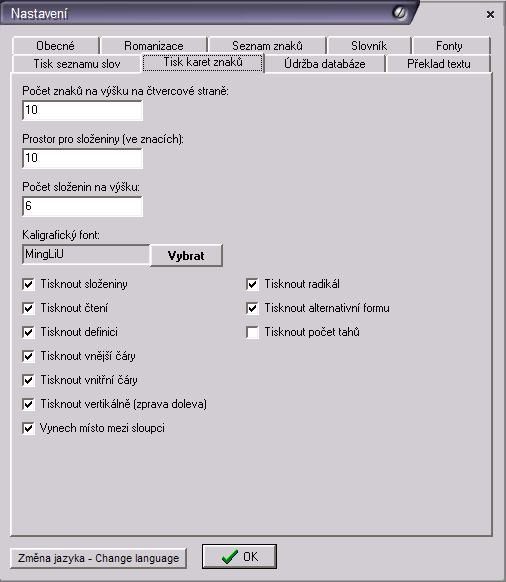 Nastavení
Obecné Romanizace Seznam znaků Slovník Fonty
Tisk seznamu slov Tisk karet znaků Údržba databáze Překlad textu
Počet znaků na výšku na čtvercové straně:
10
Prostor pro složeniny (ve znacích):
10
Počet složenin na výšku:
6
Kaligrafický font:
MingLiU Vybrat
Tisknout složeniny Tisknout radikál
Tisknout čtení Tisknout alternativní formu
Tisknout definici Tisknout počet tahů
Tisknout vnější čáry
Tisknout vnitřní čáry
Tisknout vertikálně (zprava doleva)
Vynech místo mezi sloupci
Změna jazyka - Change language OK